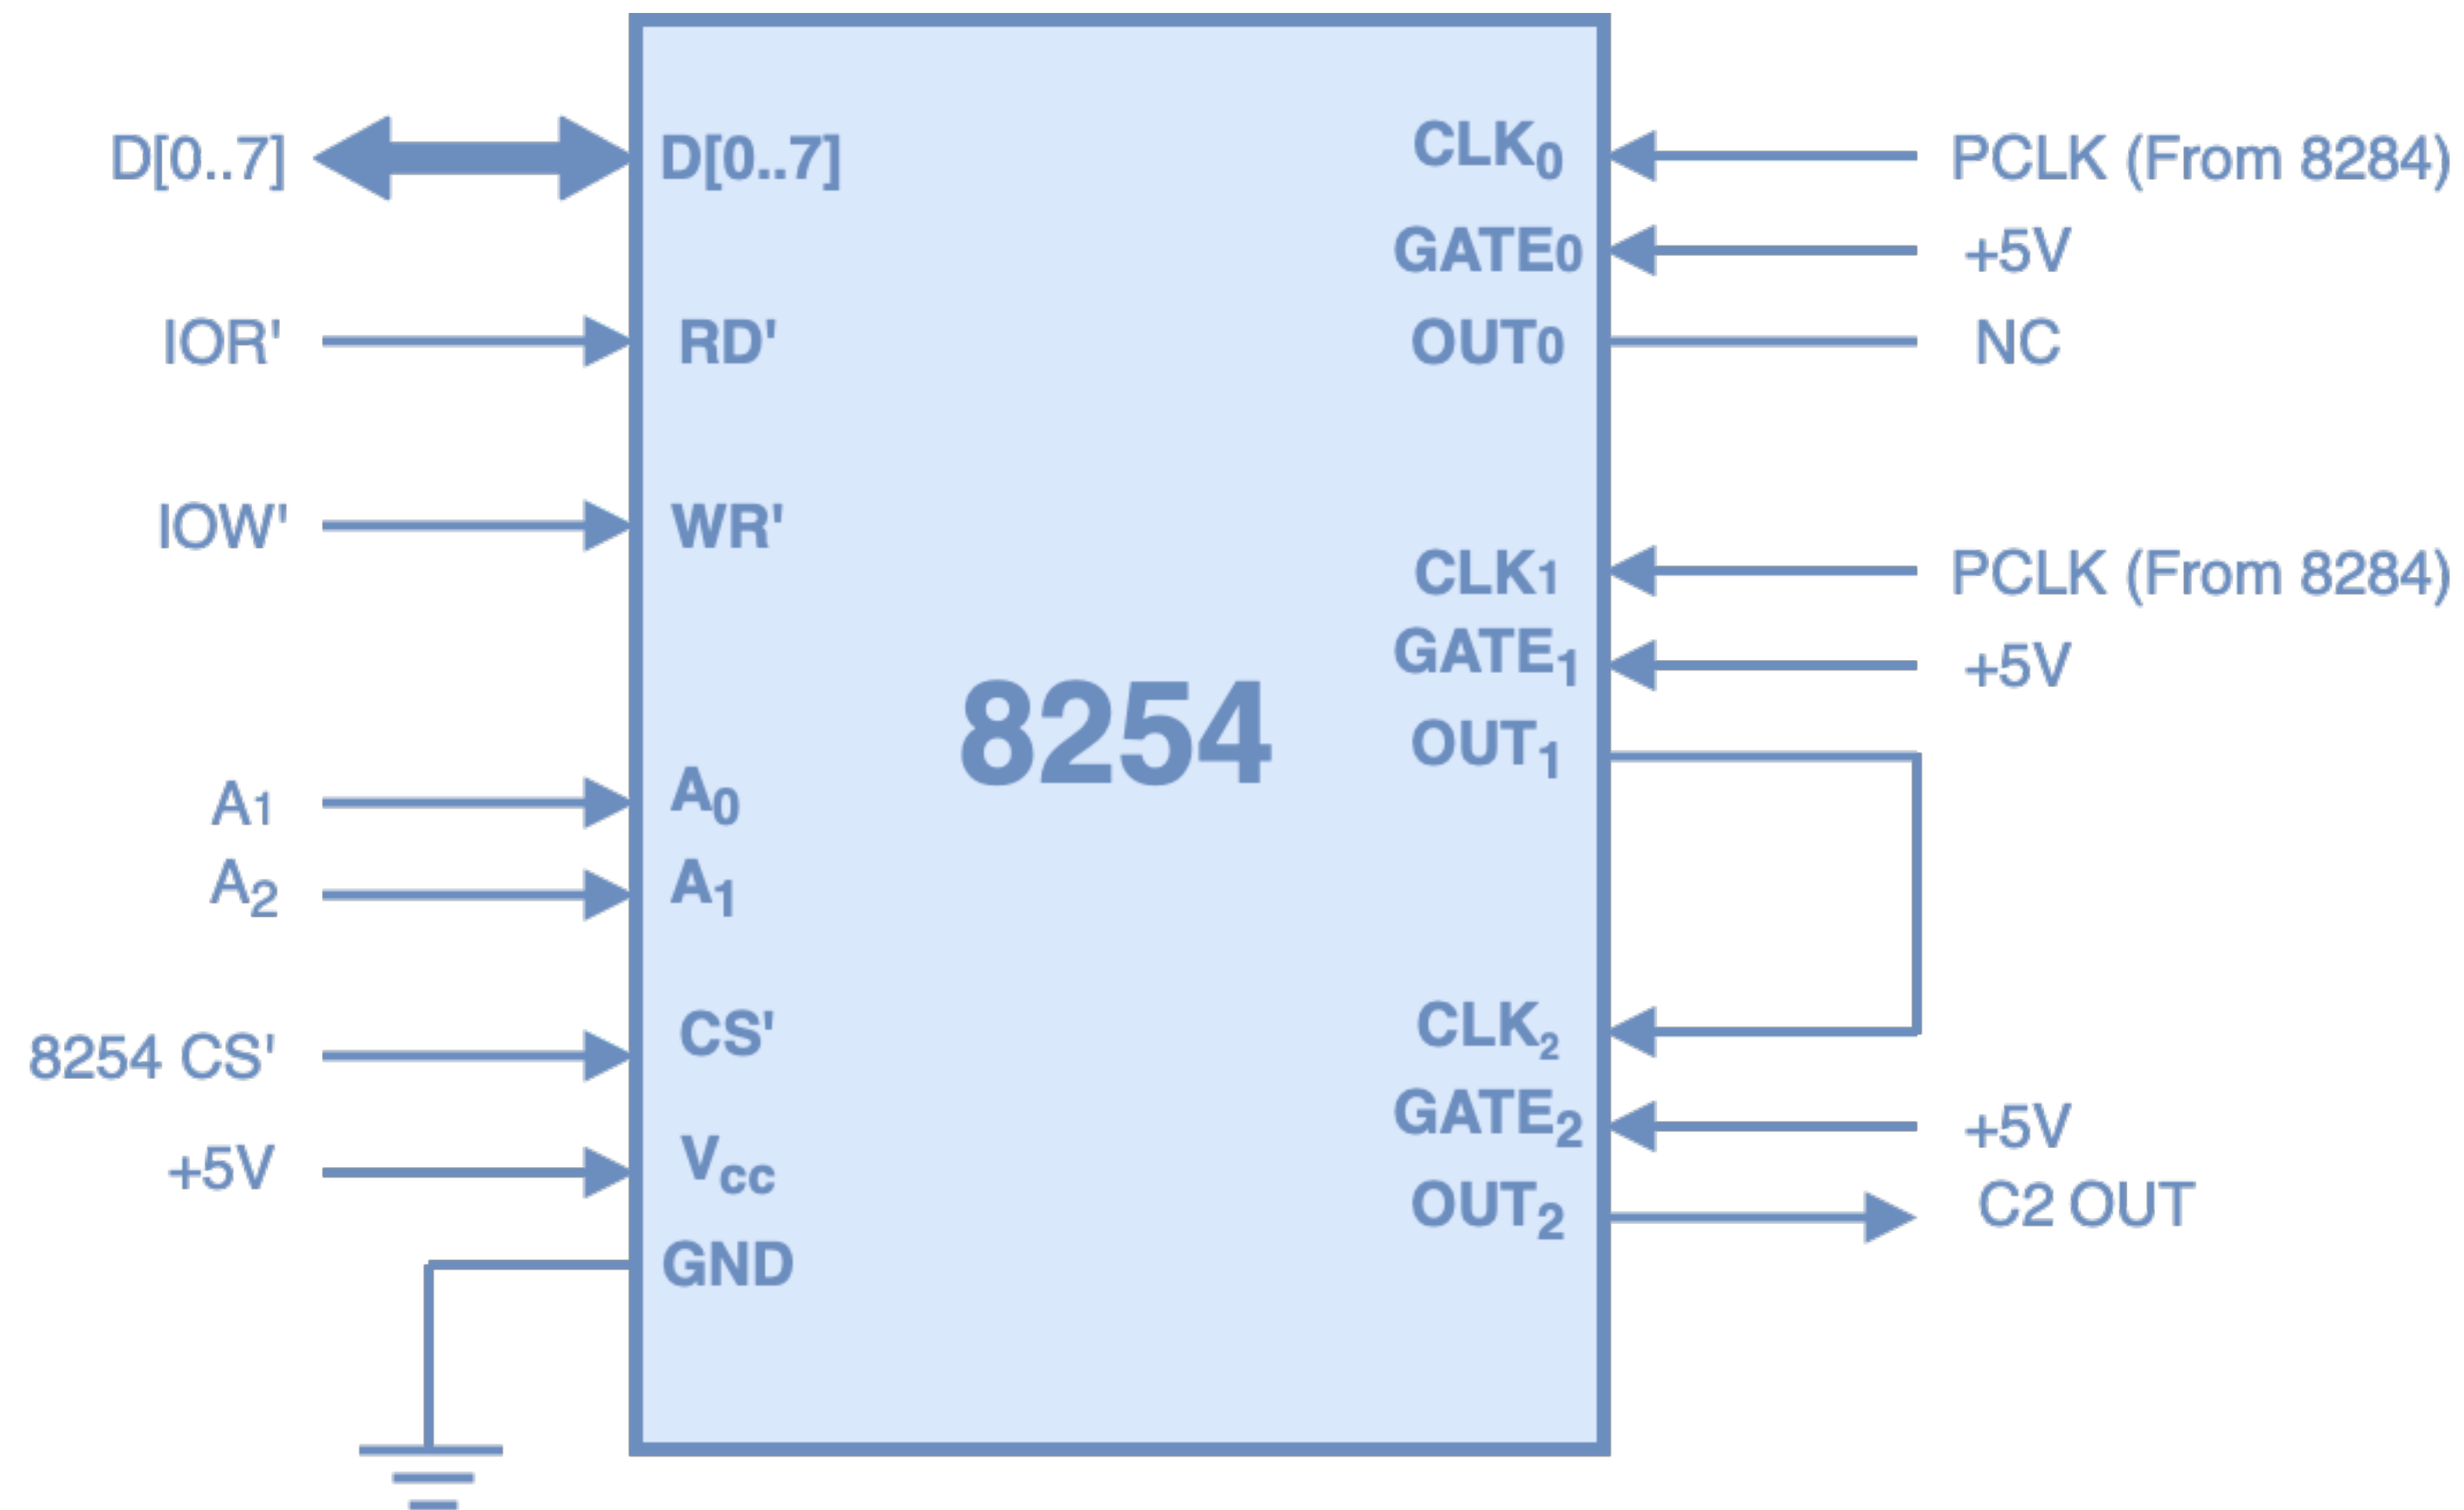 D[0..7] D[0..7] CLK0 PCLK (From 8284)
GATE0 +5V
IOR' RD' OUT0 NC
IOW' WR'
CLK1 PCLK (From 8284)
GATE1 +5V
8254
OUT1
A1 A0
A2 A1
8254 CS' CS' CLK2
GATE2 +5V
+5V Vcc
OUT2 C2 OUT
GND